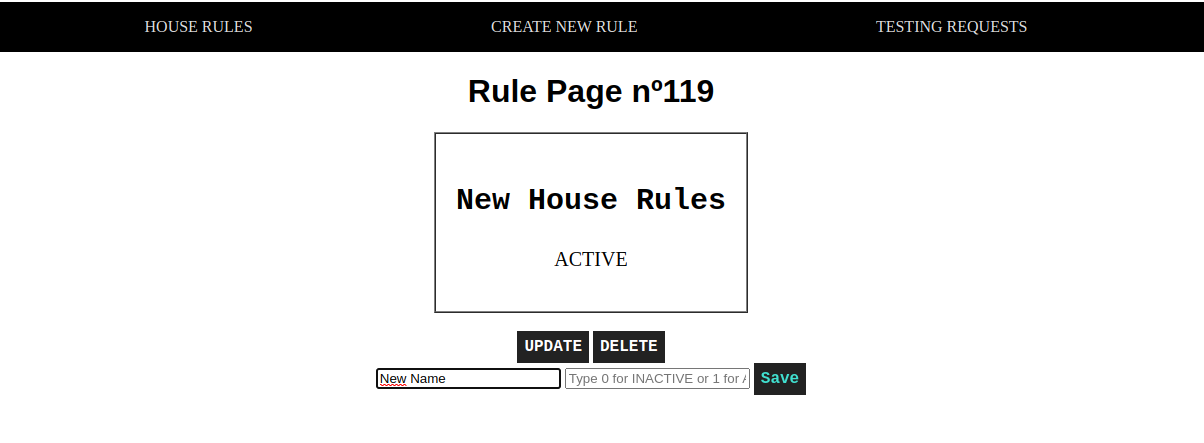 HOUSE RULES CREATE NEW RULE TESTING REQUESTS
Rule Page nº119
New House Rules
ACTIVE
UPDATE DELETE
New Name Type 0 for INACTIVE or 1 for Save